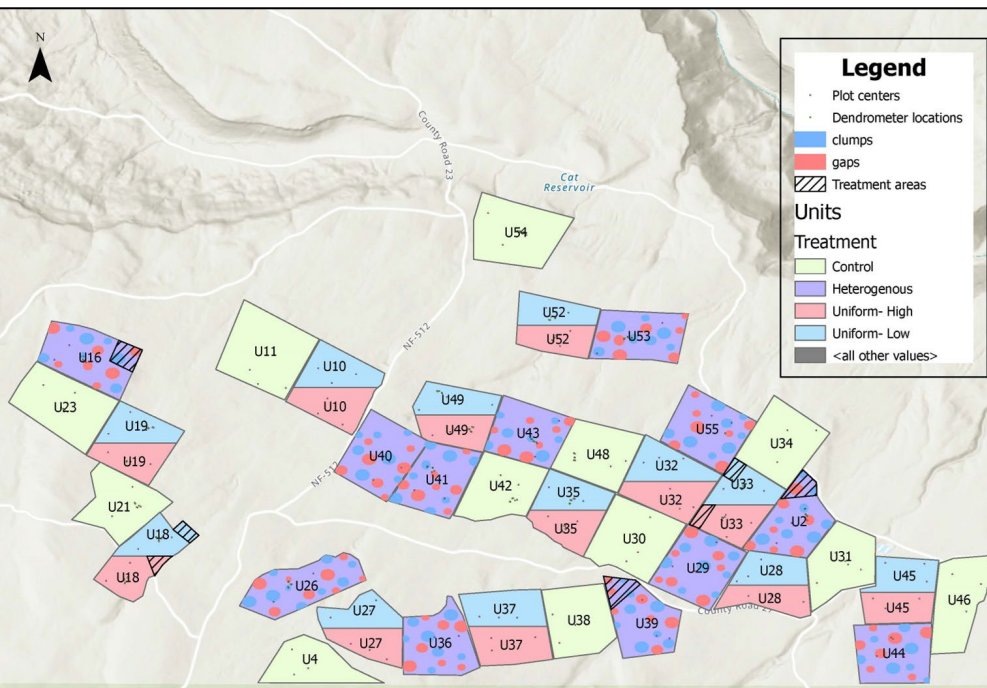 N
Legend
Plot centers
Dendrometer locations
clumps
gaps
Treatment areas
Units
Treatment
Control
Heterogenous
Uniform- High
Uniform- Low
<all other values>
County Road 23
Cat
Reservoir
U54
NF-512
U52
U52
U53
U11
U10
U10
U16
U23
U19
U19
U21
U18
U18
U49
U49
U43
U40
U41
U42
U48
U35
U35
U32
U32
U55
U34
U33
U33
U2
U30
U29
U31
U28
U28
NF-512
U26
U27
U27
U36
U37
U37
U38
U39
U4
U45
U45
U46
U44